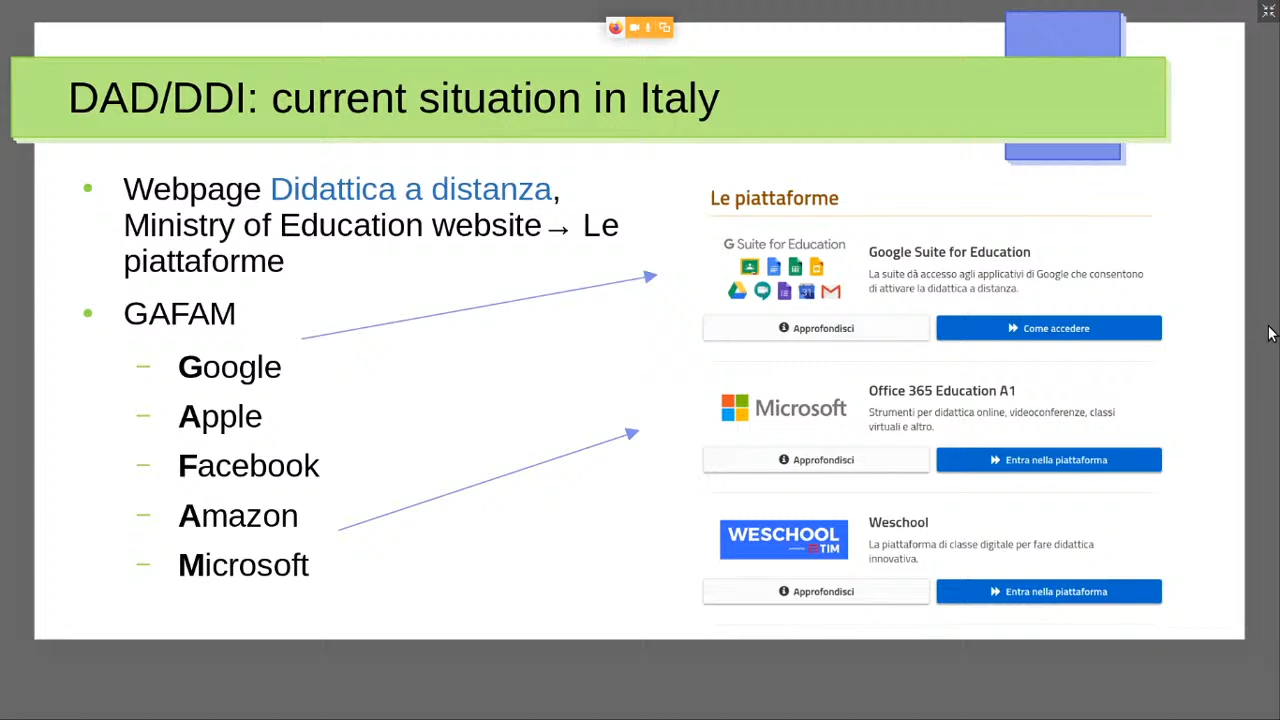 DAD/DDI: current situation in Italy
Webpage Didattica a distanza,
Ministry of Education website→ Le
piattaforme
GAFAM
Google
Apple
Facebook
Amazon
Microsoft
Le piattaforme
G Suite for Education
Google Suite for Education
La suite dà accesso agli applicativi di Google che consentono
di attivare la didattica a distanza.
Approfondisci
Come accedere
Microsoft
Office 365 Education A1
Strumenti per didattica online, videoconferenze, classi
virtuali e altro.
Approfondisci
Entra nella piattaforma
WESCHOOL
TIM
Weschool
La piattaforma di classe digitale per fare didattica
innovativa.
Approfondisci
Entra nella piattaforma